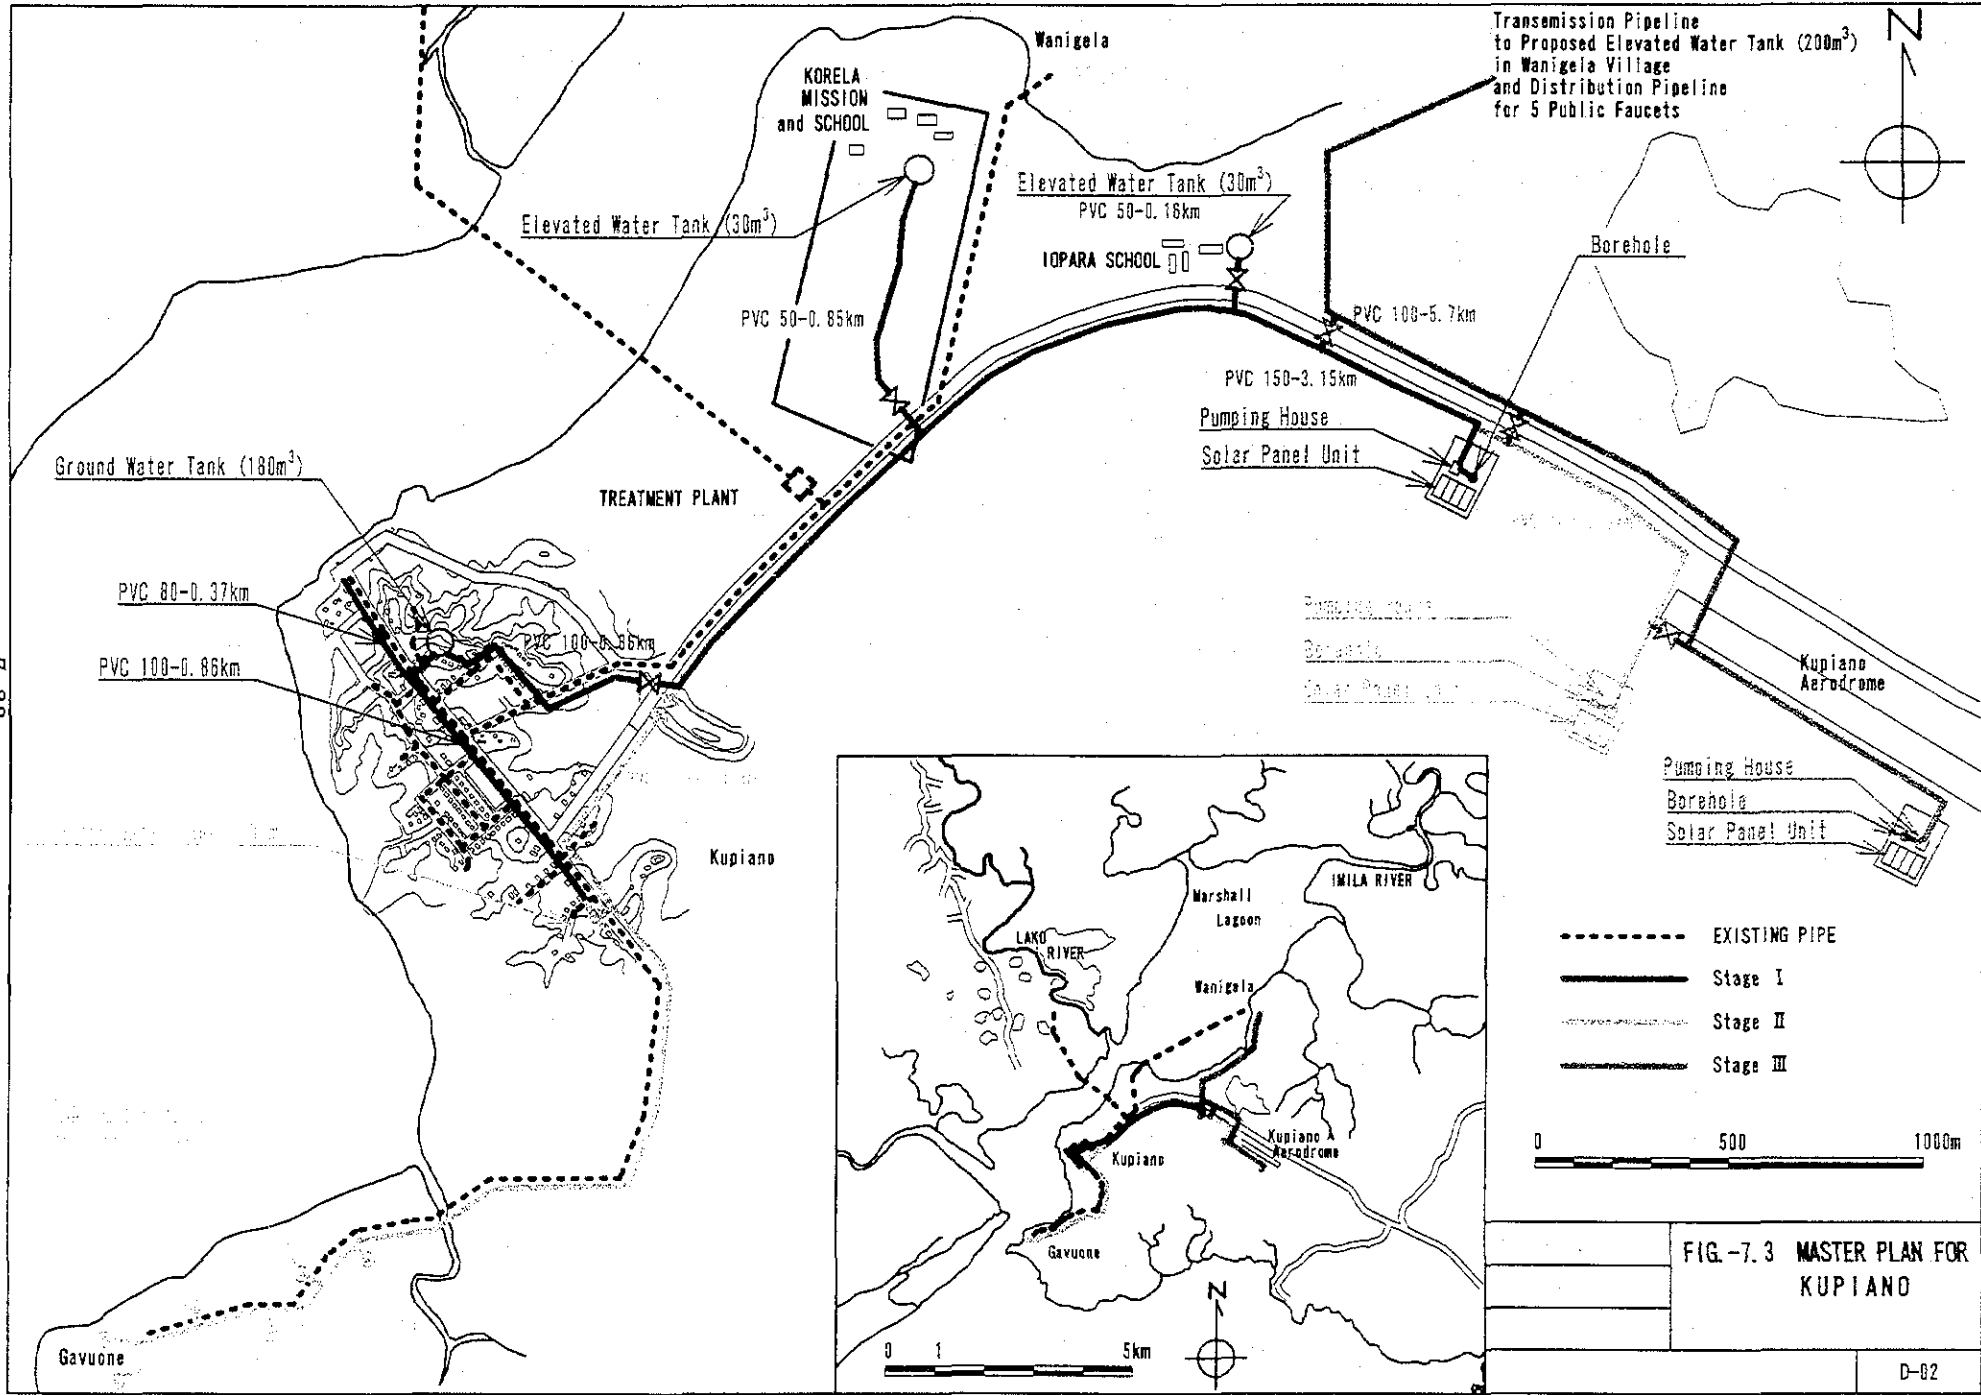 Transemission Pipeline
to Proposed Elevated Water Tank (200m³)
in Wanigela Village
and Distribution Pipeline
for 5 Public Faucets
N
Wanigela
KORELA
MISSION
and SCHOOL
Elevated Water Tank (30m³)
PVC 50-0.16km
Elevated Water Tank (30m³)
IOPARA SCHOOL
Borehole
PVC 50-0.85km
PVC 100-5.7km
PVC 150-3.15km
Pumping House
Solar Panel Unit
Ground Water Tank (180m³)
TREATMENT PLANT
PVC 80-0.37km
PVC 100-0.86km
PVC 100-0.86km
Pumping House
Borehole
Solar Panel Unit
Kupiano
Aerodrome
Pumping House
Borehole
Solar Panel Unit
Kupiano
Gavuone
IMILA RIVER
Marshall
Lagoon
LAKO
RIVER
Wanigela
Kupiano
Aerodrome
Kupiano
Gavuone
N
0 1 5km
EXISTING PIPE
Stage I
Stage II
Stage III
0 500 1000m
FIG.-7.3 MASTER PLAN FOR
KUPIANO
D-02